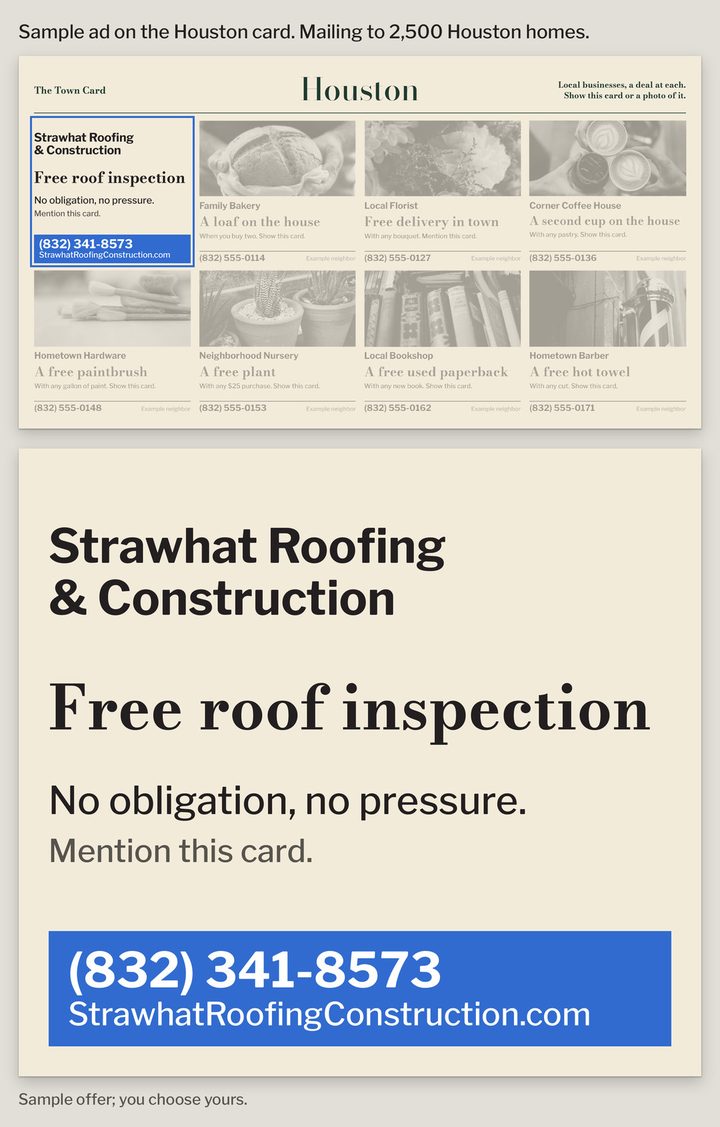 Sample ad on the Houston card. Mailing to 2,500 Houston homes.
The Town Card
Houston
Local businesses, a deal at each.
Show this card or a photo of it.
Strawhat Roofing
& Construction
Free roof inspection
No obligation, no pressure.
Mention this card.
(832) 341-8573
StrawhatRoofingConstruction.com
Family Bakery
A loaf on the house
When you buy two. Show this card.
(832) 555-0114
Example neighbor
Local Florist
Free delivery in town
With any bouquet. Mention this card.
(832) 555-0127
Example neighbor
Corner Coffee House
A second cup on the house
With any pastry. Show this card.
(832) 555-0136
Example neighbor
Hometown Hardware
A free paintbrush
With any gallon of paint. Show this card.
(832) 555-0148
Example neighbor
Neighborhood Nursery
A free plant
With any $25 purchase. Show this card.
(832) 555-0153
Example neighbor
Local Bookshop
A free used paperback
With any new book. Show this card.
(832) 555-0162
Example neighbor
Hometown Barber
A free hot towel
With any cut. Show this card.
(832) 555-0171
Example neighbor
Strawhat Roofing
& Construction
Free roof inspection
No obligation, no pressure.
Mention this card.
(832) 341-8573
StrawhatRoofingConstruction.com
Sample offer; you choose yours.